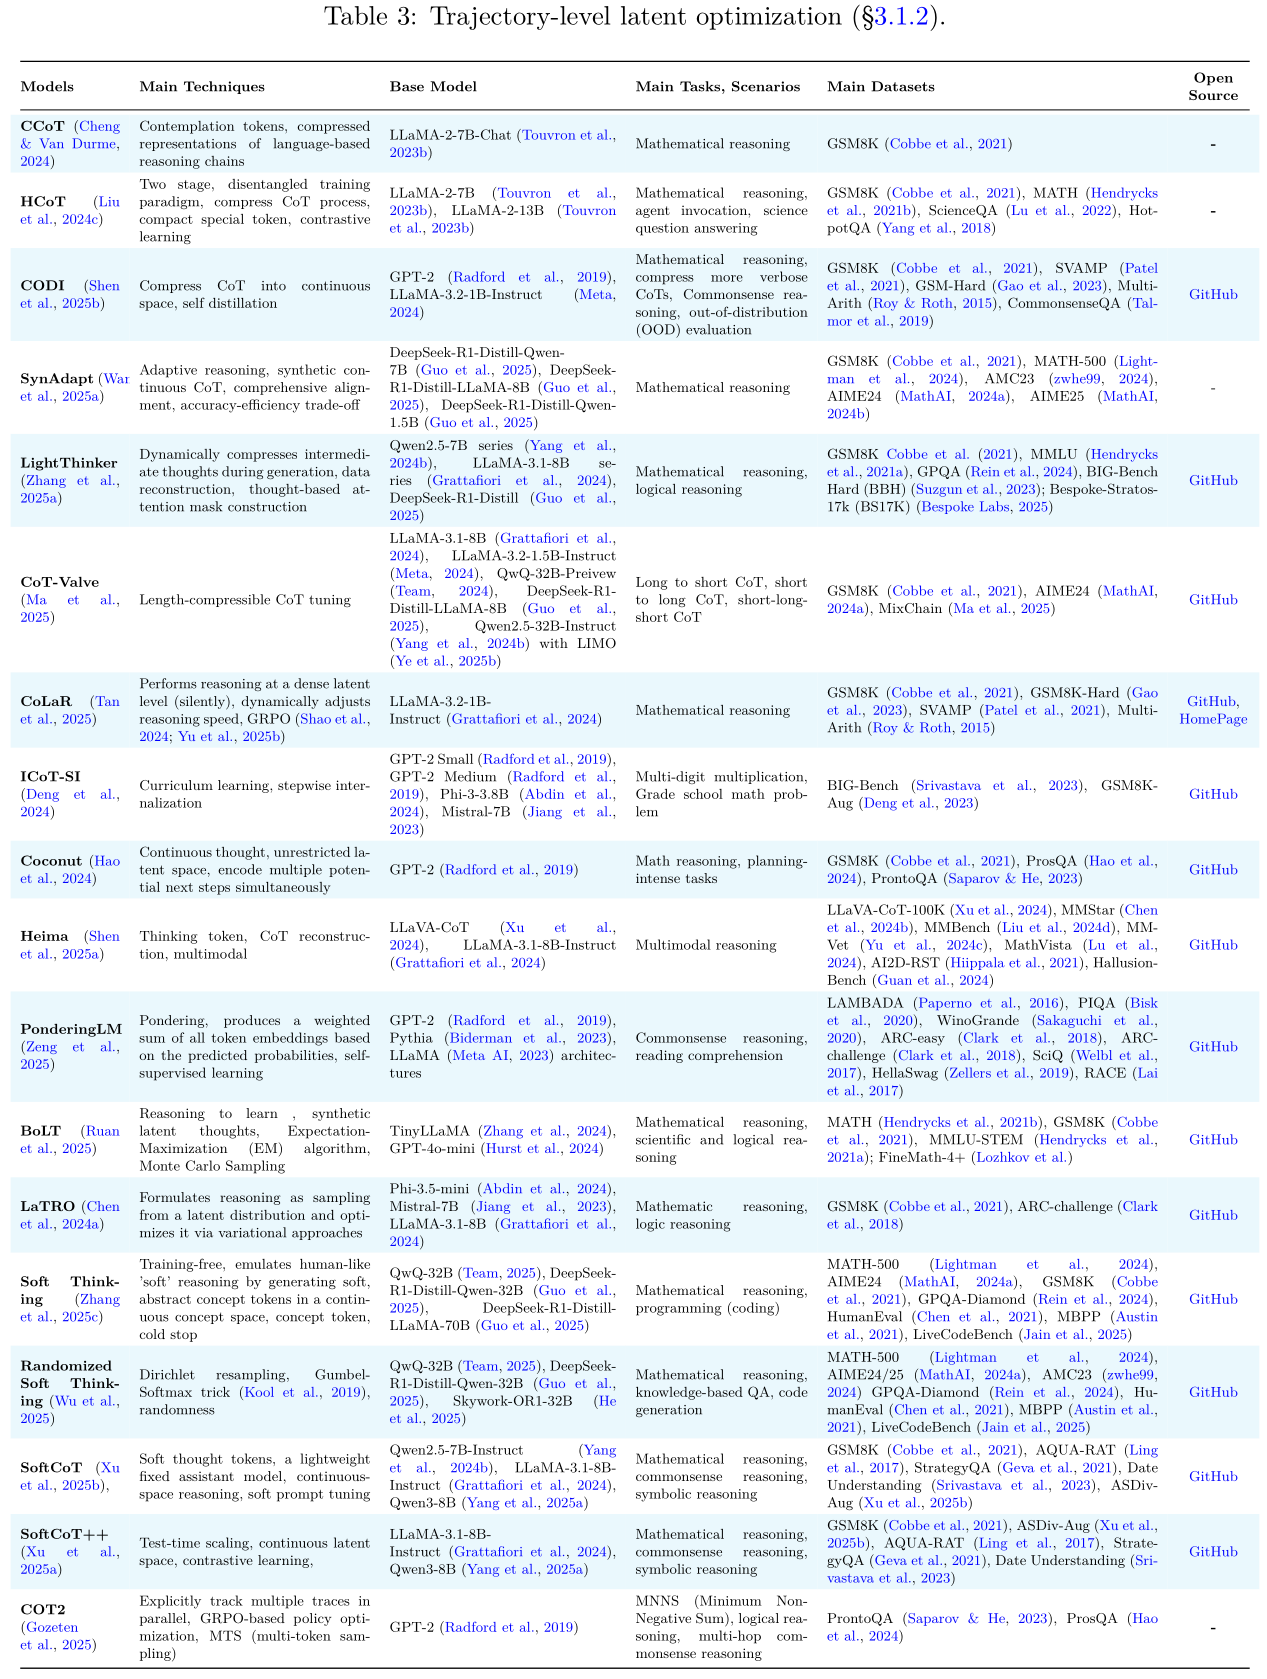 Table 3: Trajectory-level latent optimization (§3.1.2).
Models Main Techniques Base Model Main Tasks, Scenarios Main Datasets Open Source
CCoT (Cheng
& Van Durme,
2024)
Contemplation tokens, compressed
representations of language-based
reasoning chains
LLaMA-2-7B-Chat (Touvron et al.,
2023b)
Mathematical reasoning
GSM8K (Cobbe et al., 2021)
-
HCoT (Liu
et al., 2024c)
Two stage, disentangled training
paradigm, compress CoT process,
compact special token, contrastive
learning
LLaMA-2-7B (Touvron et al.,
2023b), LLaMA-2-13B (Touvron
et al., 2023b)
Mathematical reasoning,
agent invocation, science
question answering
GSM8K (Cobbe et al., 2021), MATH (Hendrycks
et al., 2021b), ScienceQA (Lu et al., 2022), Hot-
potQA (Yang et al., 2018)
-
CODI (Shen
et al., 2025b)
Compress CoT into continuous
space, self distillation
GPT-2 (Radford et al., 2019),
LLaMA-3.2-1B-Instruct (Meta,
2024)
Mathematical reasoning,
compress more verbose
CoTs, Commonsense rea-
soning, out-of-distribution
(OOD) evaluation
GSM8K (Cobbe et al., 2021), SVAMP (Patel
et al., 2021), GSM-Hard (Gao et al., 2023), Multi-
Arith (Roy & Roth, 2015), CommonsenseQA (Tal-
mor et al., 2019)
GitHub
SynAdapt (Wan
et al., 2025a)
Adaptive reasoning, synthetic con-
tinuous CoT, comprehensive align-
ment, accuracy-efficiency trade-off
DeepSeek-R1-Distill-Qwen-
7B (Guo et al., 2025), DeepSeek-
R1-Distill-LLaMA-8B (Guo et al.,
2025), DeepSeek-R1-Distill-Qwen-
1.5B (Guo et al., 2025)
Mathematical reasoning
GSM8K (Cobbe et al., 2021), MATH-500 (Light-
man et al., 2024), AMC23 (zwhe99, 2024),
AIME24 (MathAI, 2024a), AIME25 (MathAI,
2024b)
-
LightThinker
(Zhang et al.,
2025a)
Dynamically compresses intermedi-
ate thoughts during generation, data
reconstruction, thought-based at-
tention mask construction
Qwen2.5-7B series (Yang et al.,
2024b), LLaMA-3.1-8B se-
ries (Grattafiori et al., 2024),
DeepSeek-R1-Distill (Guo et al.,
2025)
Mathematical reasoning,
logical reasoning
GSM8K Cobbe et al. (2021), MMLU (Hendrycks
et al., 2021a), GPQA (Rein et al., 2024), BIG-Bench
Hard (BBH) (Suzgun et al., 2023); Bespoke-Stratos-
17k (BS17K) (Bespoke Labs, 2025)
GitHub
CoT-Valve
(Ma et al.,
2025)
Length-compressible CoT tuning
LLaMA-3.1-8B (Grattafiori et al.,
2024), LLaMA-3.2-1.5B-Instruct
(Meta, 2024), QwQ-32B-Preivew
(Team, 2024), DeepSeek-R1-
Distill-LLaMA-8B (Guo et al.,
2025), Qwen2.5-32B-Instruct
(Yang et al., 2024b) with LIMO
(Ye et al., 2025b)
Long to short CoT, short
to long CoT, short-long-
short CoT
GSM8K (Cobbe et al., 2021), AIME24 (MathAI,
2024a), MixChain (Ma et al., 2025)
GitHub
CoLaR (Tan
et al., 2025)
Performs reasoning at a dense latent
level (silently), dynamically adjusts
reasoning speed, GRPO (Shao et al.,
2024; Yu et al., 2025b)
LLaMA-3.2-1B-
Instruct (Grattafiori et al., 2024)
Mathematical reasoning
GSM8K (Cobbe et al., 2021), GSM8K-Hard (Gao
et al., 2023), SVAMP (Patel et al., 2021), Multi-
Arith (Roy & Roth, 2015)
GitHub,
HomePage
ICoT-SI
(Deng et al.,
2024)
Curriculum learning, stepwise inter-
nalization
GPT-2 Small (Radford et al., 2019),
GPT-2 Medium (Radford et al.,
2019), Phi-3-3.8B (Abdin et al.,
2024), Mistral-7B (Jiang et al.,
2023)
Multi-digit multiplication,
Grade school math prob-
lem
BIG-Bench (Srivastava et al., 2023), GSM8K-
Aug (Deng et al., 2023)
GitHub
Coconut (Hao
et al., 2024)
Continuous thought, unrestricted la-
tent space, encode multiple poten-
tial next steps simultaneously
GPT-2 (Radford et al., 2019)
Math reasoning, planning-
intense tasks
GSM8K (Cobbe et al., 2021), ProsQA (Hao et al.,
2024), ProntoQA (Saparov & He, 2023)
GitHub
Heima (Shen
et al., 2025a)
Thinking token, CoT reconstruc-
tion, multimodal
LLaVA-CoT (Xu et al.,
2024), LLaMA-3.1-8B-Instruct
(Grattafiori et al., 2024)
Multimodal reasoning
LLaVA-CoT-100K (Xu et al., 2024), MMStar (Chen
et al., 2024b), MMBench (Liu et al., 2024d), MM-
Vet (Yu et al., 2024c), MathVista (Lu et al.,
2024), AI2D-RST (Hiippala et al., 2021), Hallusion-
Bench (Guan et al., 2024)
GitHub
PonderingLM
(Zeng et al.,
2025)
Pondering, produces a weighted
sum of all token embeddings based
on the predicted probabilities, self-
supervised learning
GPT-2 (Radford et al., 2019),
Pythia (Biderman et al., 2023),
LLaMA (Meta AI, 2023) architec-
tures
Commonsense reasoning,
reading comprehension
LAMBADA (Paperno et al., 2016), PIQA (Bisk
et al., 2020), WinoGrande (Sakaguchi et al.,
2020), ARC-easy (Clark et al., 2018), ARC-
challenge (Clark et al., 2018), SciQ (Welbl et al.,
2017), HellaSwag (Zellers et al., 2019), RACE (Lai
et al., 2017)
GitHub
BoLT (Ruan
et al., 2025)
Reasoning to learn , synthetic
latent thoughts, Expectation-
Maximization (EM) algorithm,
Monte Carlo Sampling
TinyLLaMA (Zhang et al., 2024),
GPT-4o-mini (Hurst et al., 2024)
Mathematical reasoning,
scientific and logical rea-
soning
MATH (Hendrycks et al., 2021b), GSM8K (Cobbe
et al., 2021), MMLU-STEM (Hendrycks et al.,
2021a); FineMath-4+ (Lozhkov et al.)
GitHub
LaTRO (Chen
et al., 2024a)
Formulates reasoning as sampling
from a latent distribution and opti-
mizes it via variational approaches
Phi-3.5-mini (Abdin et al., 2024),
Mistral-7B (Jiang et al., 2023),
LLaMA-3.1-8B (Grattafiori et al.,
2024)
Mathematic reasoning,
logic reasoning
GSM8K (Cobbe et al., 2021), ARC-challenge (Clark
et al., 2018)
GitHub
Soft Think-
ing (Zhang
et al., 2025c)
Training-free, emulates human-like
'soft' reasoning by generating soft,
abstract concept tokens in a contin-
uous concept space, concept token,
cold stop
QwQ-32B (Team, 2025), DeepSeek-
R1-Distill-Qwen-32B (Guo et al.,
2025), DeepSeek-R1-Distill-
LLaMA-70B (Guo et al., 2025)
Mathematical reasoning,
programming (coding)
MATH-500 (Lightman et al., 2024),
AIME24 (MathAI, 2024a), GSM8K (Cobbe
et al., 2021), GPQA-Diamond (Rein et al., 2024),
HumanEval (Chen et al., 2021), MBPP (Austin
et al., 2021), LiveCodeBench (Jain et al., 2025)
GitHub
Randomized
Soft Think-
ing (Wu et al.,
2025)
Dirichlet resampling, Gumbel-
Softmax trick (Kool et al., 2019),
randomness
QwQ-32B (Team, 2025), DeepSeek-
R1-Distill-Qwen-32B (Guo et al.,
2025), Skywork-OR1-32B (He
et al., 2025)
Mathematical reasoning,
knowledge-based QA, code
generation
MATH-500 (Lightman et al., 2024),
AIME24/25 (MathAI, 2024a), AMC23 (zwhe99,
2024) GPQA-Diamond (Rein et al., 2024), Hu-
manEval (Chen et al., 2021), MBPP (Austin et al.,
2021), LiveCodeBench (Jain et al., 2025)
GitHub
SoftCoT (Xu
et al., 2025b),
Soft thought tokens, a lightweight
fixed assistant model, continuous-
space reasoning, soft prompt tuning
Qwen2.5-7B-Instruct (Yang
et al., 2024b), LLaMA-3.1-8B-
Instruct (Grattafiori et al., 2024),
Qwen3-8B (Yang et al., 2025a)
Mathematical reasoning,
commonsense reasoning,
symbolic reasoning
GSM8K (Cobbe et al., 2021), AQUA-RAT (Ling
et al., 2017), StrategyQA (Geva et al., 2021), Date
Understanding (Srivastava et al., 2023), ASDiv-
Aug (Xu et al., 2025b)
GitHub
SoftCoT++
(Xu et al.,
2025a)
Test-time scaling, continuous latent
space, contrastive learning,
LLaMA-3.1-8B-
Instruct (Grattafiori et al., 2024),
Qwen3-8B (Yang et al., 2025a)
Mathematical reasoning,
commonsense reasoning,
symbolic reasoning
GSM8K (Cobbe et al., 2021), ASDiv-Aug (Xu et al.,
2025b), AQUA-RAT (Ling et al., 2017), Strate-
gyQA (Geva et al., 2021), Date Understanding (Sri-
vastava et al., 2023)
GitHub
COT2
(Gozeten
et al., 2025)
Explicitly track multiple traces in
parallel, GRPO-based policy opti-
mization, MTS (multi-token sam-
pling)
GPT-2 (Radford et al., 2019)
MNNS (Minimum Non-
Negative Sum), logical rea-
soning, multi-hop com-
monsense reasoning
ProntoQA (Saparov & He, 2023), ProsQA (Hao
et al., 2024)
-